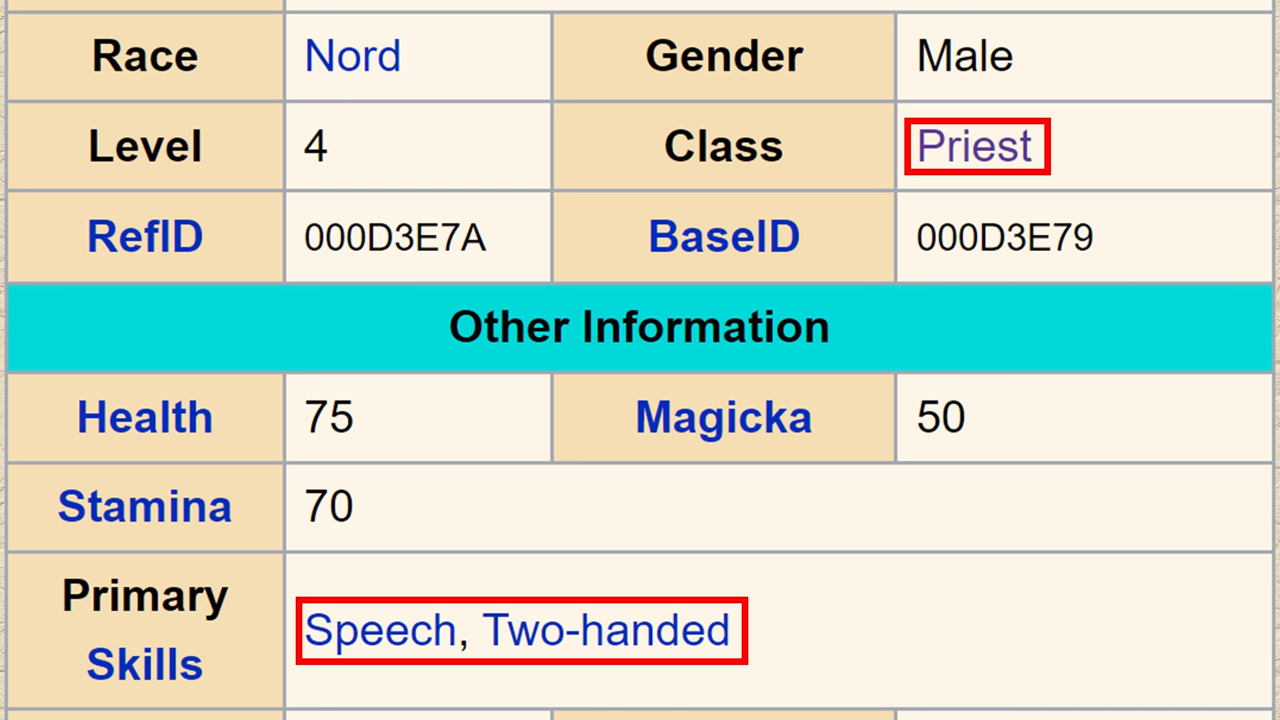 Race Nord Gender Male
Level 4 Class Priest
RefID 000D3E7A BaseID 000D3E79
Other Information
Health 75 Magicka 50
Stamina 70
Primary
Skills
Speech, Two-handed